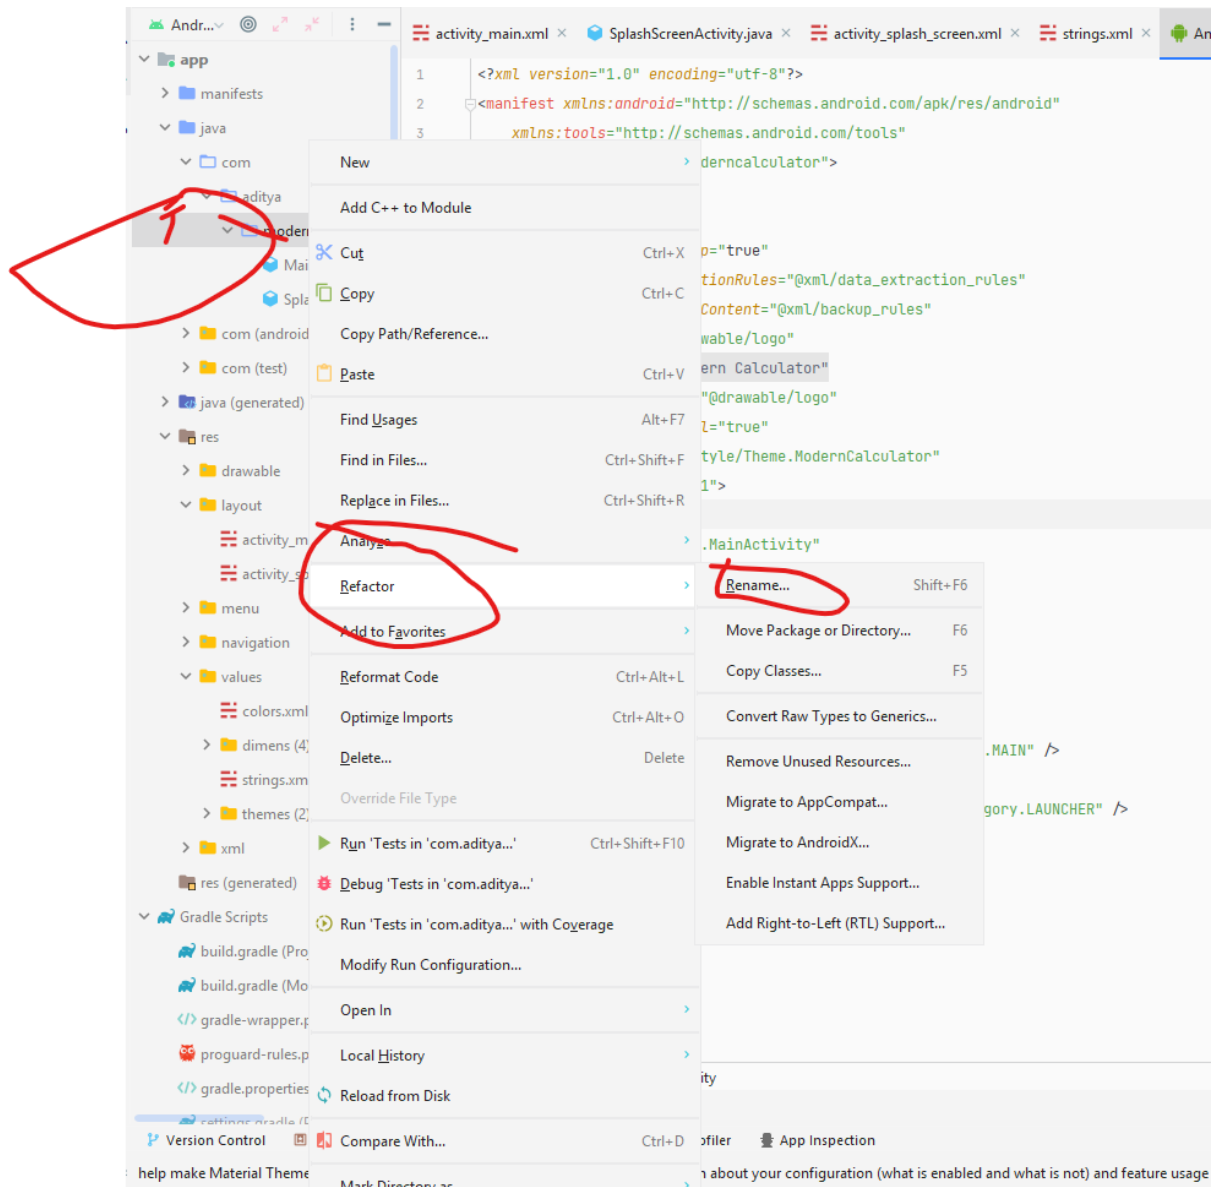 Andr...
activity_main.xml
SplashScreenActivity.java
activity_splash_screen.xml
strings.xml
An
app
manifests
java
com
aditya
modern
Mai
Spla
com (android
com (test)
java (generated)
res
drawable
layout
activity_m
activity_sp
menu
navigation
values
colors.xml
dimens (4)
strings.xm
themes (2)
xml
res (generated)
Gradle Scripts
build.gradle (Pro
build.gradle (Mo
gradle-wrapper.p
proguard-rules.p
gradle.properties
settings.gradle (P
1 <?xml version="1.0" encoding="utf-8"?>
2 <manifest xmlns:android="http://schemas.android.com/apk/res/android"
3 xmlns:tools="http://schemas.android.com/tools"
derncalculator">
p="true"
tionRules="@xml/data_extraction_rules"
Content="@xml/backup_rules"
wable/logo"
ern Calculator"
"@drawable/logo"
l="true"
tyle/Theme.ModernCalculator"
1">
.MainActivity"
.MAIN" />
gory.LAUNCHER" />
New
Add C++ to Module
Cut Ctrl+X
Copy Ctrl+C
Copy Path/Reference...
Paste Ctrl+V
Find Usages Alt+F7
Find in Files... Ctrl+Shift+F
Replace in Files... Ctrl+Shift+R
Analyze
Refactor
Add to Favorites
Reformat Code Ctrl+Alt+L
Optimize Imports Ctrl+Alt+O
Delete... Delete
Override File Type
Run 'Tests in 'com.aditya...' Ctrl+Shift+F10
Debug 'Tests in 'com.aditya...'
Run 'Tests in 'com.aditya...' with Coverage
Modify Run Configuration...
Open In
Local History
Reload from Disk
Compare With... Ctrl+D
Mark Directory as
Rename... Shift+F6
Move Package or Directory... F6
Copy Classes... F5
Convert Raw Types to Generics...
Remove Unused Resources...
Migrate to AppCompat...
Migrate to AndroidX...
Enable Instant Apps Support...
Add Right-to-Left (RTL) Support...
ity
Version Control
ofiler
App Inspection
help make Material Theme
n about your configuration (what is enabled and what is not) and feature usage